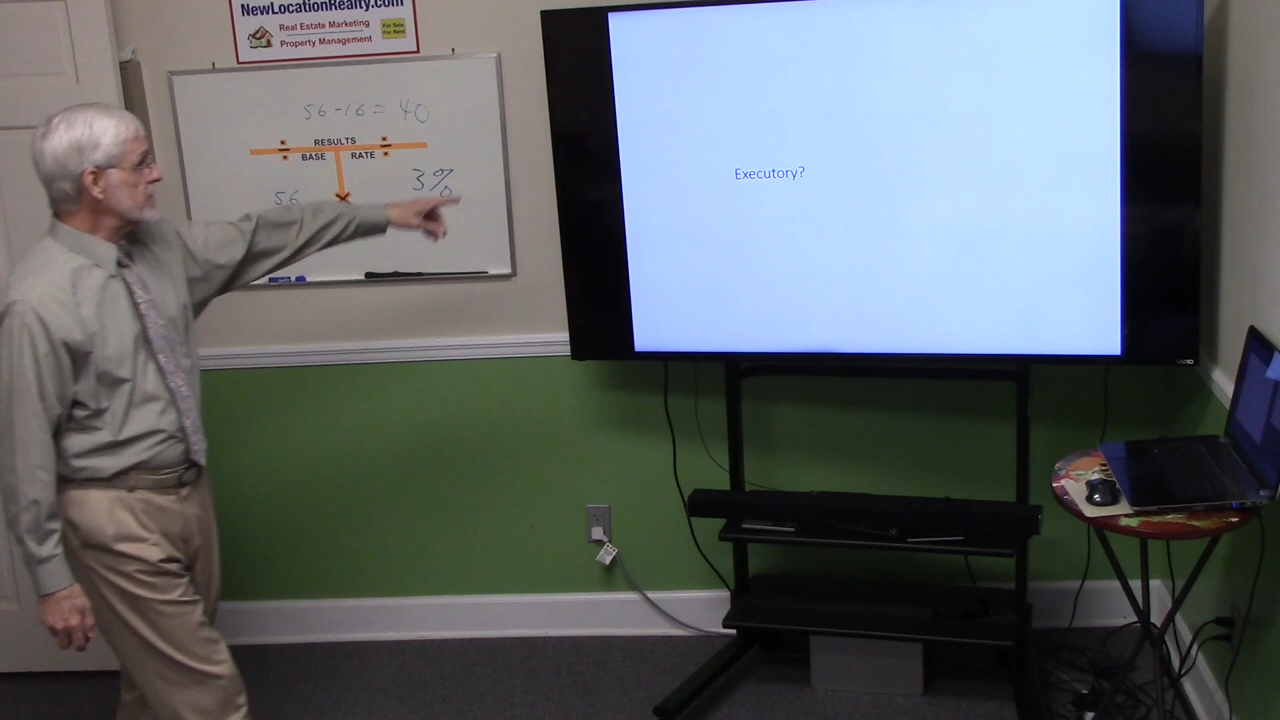 NewLocationRealty.com
Real Estate Marketing
Property Management
For Sale
For Rent
56-16 = 40
RESULTS
BASE RATE
3%
56
Executory?
VIZIO